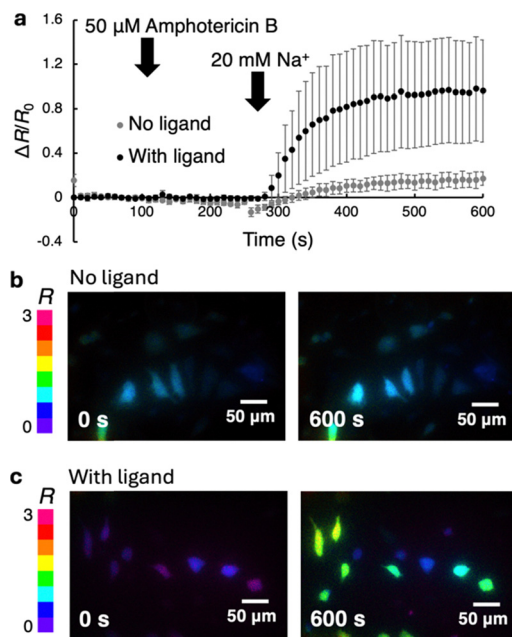 a
1.6
1.2
0.8
0.4
0
-0.4
ΔR/R₀
50 µM Amphotericin B
20 mM Na⁺
No ligand
With ligand
0
100
200
300
400
500
600
Time (s)
b
No ligand
R
3
0
0 s
50 µm
600 s
50 µm
c
With ligand
R
3
0
0 s
50 µm
600 s
50 µm